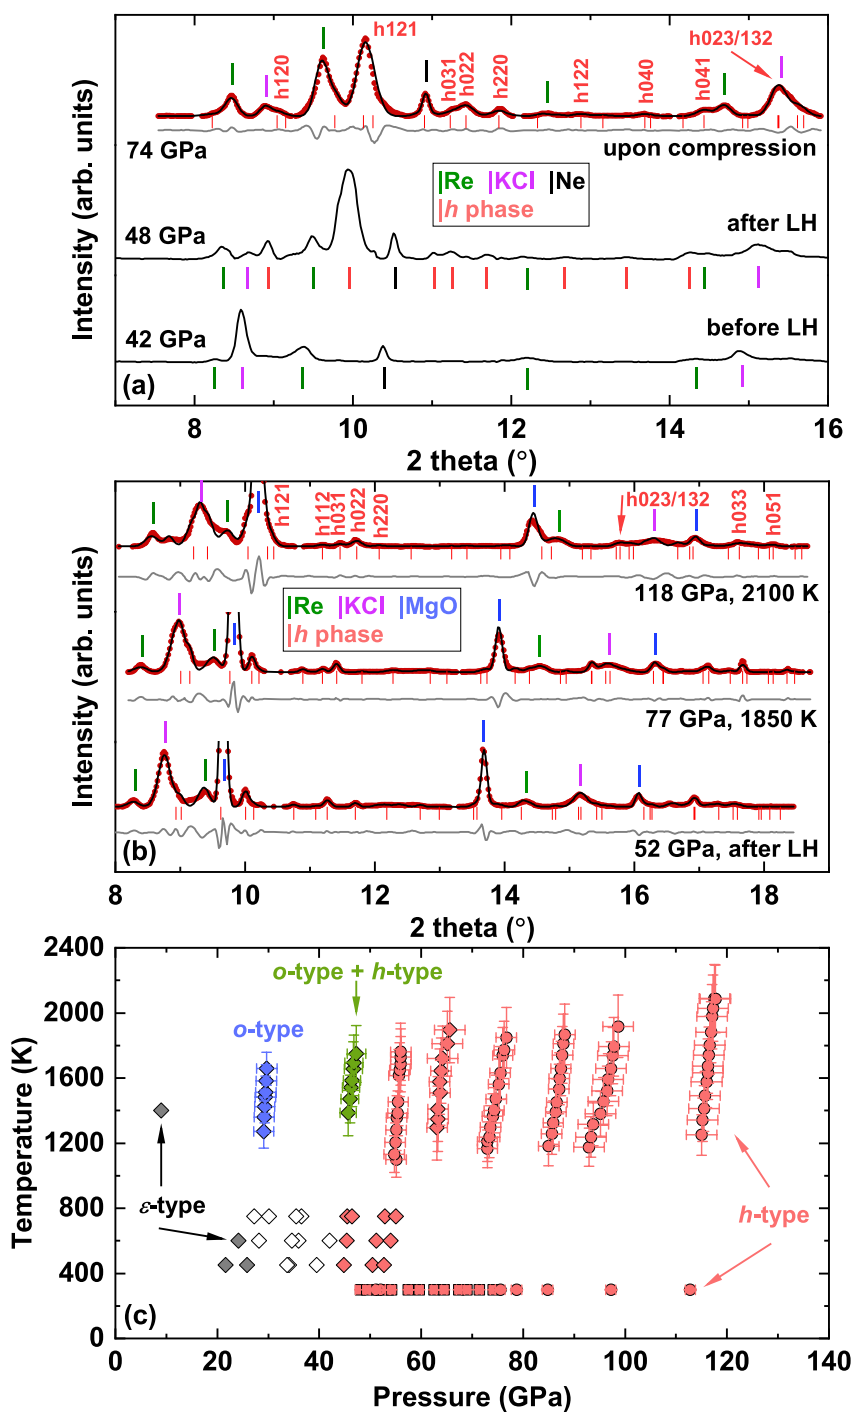 h120
h121
h031
h022
h220
h122
h040
h041
h023/132
74 GPa
upon compression
Re KCl Ne
h phase
48 GPa
after LH
42 GPa
before LH
(a)
Intensity (arb. units)
8 10 12 14 16
2 theta (°)
h121
h112
h031
h022
h220
h023/132
h033
h051
118 GPa, 2100 K
Re KCl MgO
h phase
77 GPa, 1850 K
52 GPa, after LH
(b)
Intensity (arb. units)
8 10 12 14 16 18
2 theta (°)
2400
2000
1600
1200
800
400
0
Temperature (K)
o-type + h-type
o-type
ε-type
h-type
(c)
0 20 40 60 80 100 120 140
Pressure (GPa)